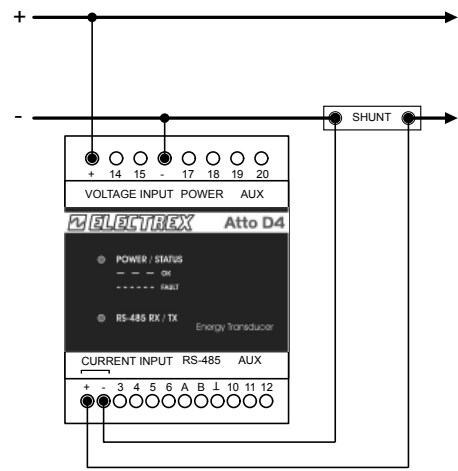 +
-
SHUNT
+ 14 15 - 17 18 19 20
VOLTAGE INPUT POWER AUX
ELECTREX Atto D4
POWER / STATUS
— — — OK
- - - - - - FAULT
RS-485 RX / TX
Energy Transducer
CURRENT INPUT RS-485 AUX
+ - 3 4 5 6 A B ⊥ 10 11 12